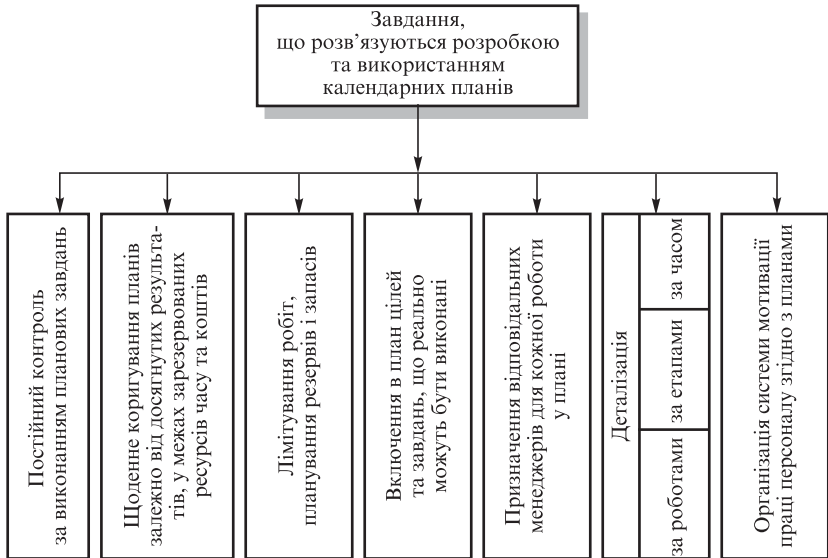 Завдання,
що розв’язуються розробкою
та використанням
календарних планів
Постійний контроль
за виконанням планових завдань
Щоденне коригування планів
залежно від досягнутих результа-
тів, у межах зарезервованих
ресурсів часу та коштів
Лімітування робіт,
планування резервів і запасів
Включення в план цілей
та завдань, що реально
можуть бути виконані
Призначення відповідальних
менеджерів для кожної роботи
у плані
Деталізація
за роботами
за етапами
за часом
Організація системи мотивації
праці персоналу згідно з планами